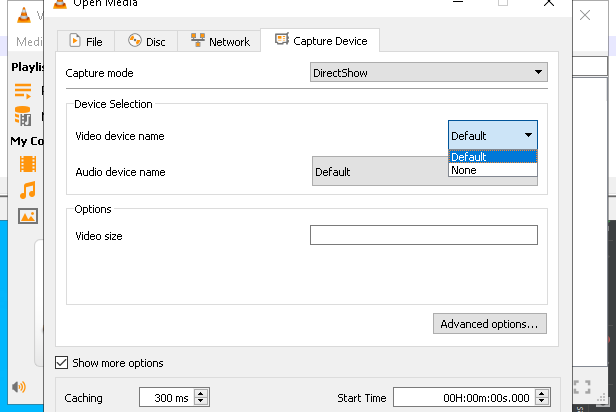 Open Media
Medi
File
Disc
Network
Capture Device
Playlis
Capture mode
DirectShow
Device Selection
Video device name
Default
Default
None
My Co
Audio device name
Default
Options
Video size
Advanced options...
Show more options
Caching
300 ms
Start Time
00H:00m:00s.000